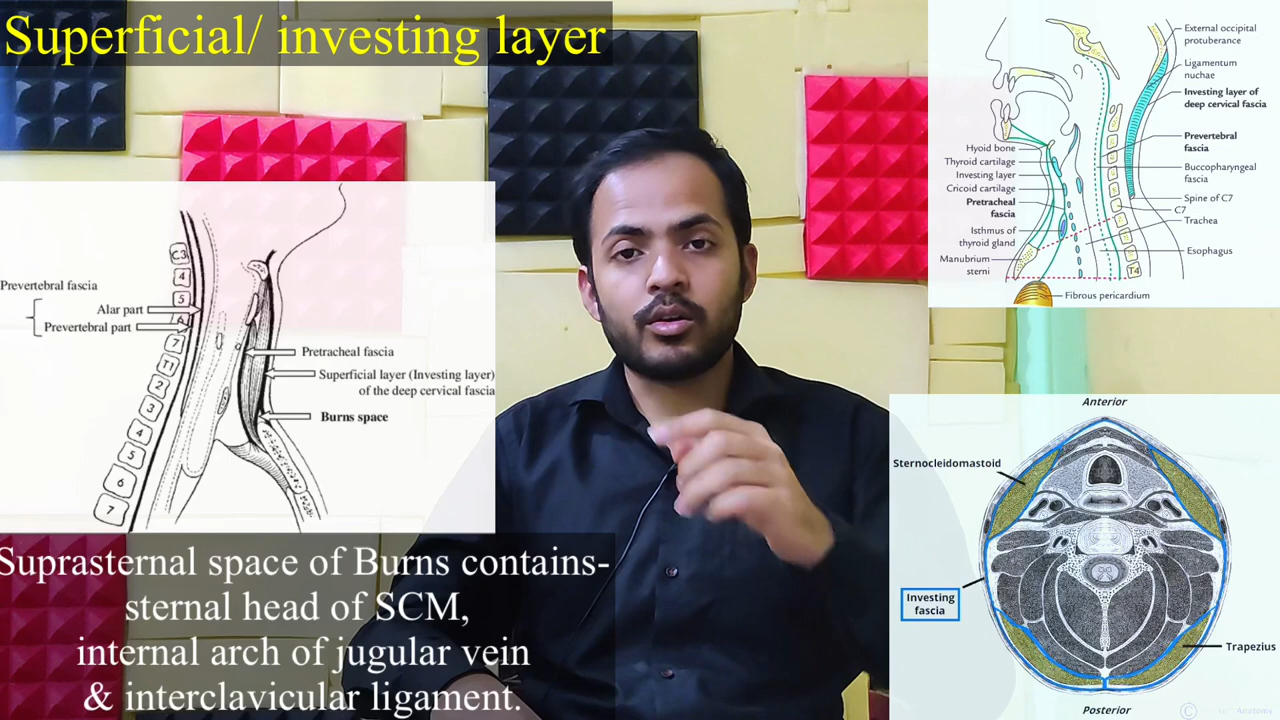 Superficial/ investing layer
External occipital
protuberance
Ligamentum
nuchae
Investing layer of
deep cervical fascia
Prevertebral
fascia
Buccopharyngeal
fascia
Spine of C7
C7
Trachea
Esophagus
T4
Fibrous pericardium
Hyoid bone
Thyroid cartilage
Investing layer
Cricoid cartilage
Pretracheal
fascia
Isthmus of
thyroid gland
Manubrium
sterni
C3
4
5
6
7
1
2
3
4
5
6
7
Prevertebral fascia
Alar part
Prevertebral part
Pretracheal fascia
Superficial layer (Investing layer)
of the deep cervical fascia
Burns space
Suprasternal space of Burns contains-
sternal head of SCM,
internal arch of jugular vein
& interclavicular ligament.
Anterior
Sternocleidomastoid
Investing
fascia
Trapezius
Posterior
Anatomy